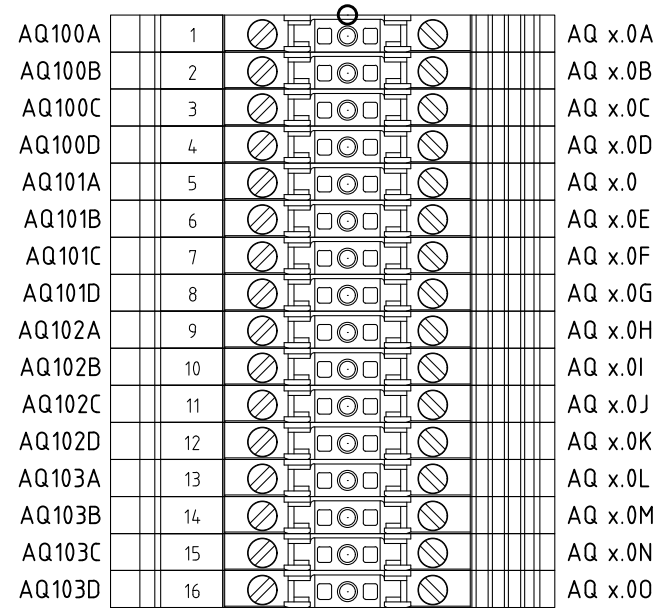 AQ100A 1 AQ x.0A
AQ100B 2 AQ x.0B
AQ100C 3 AQ x.0C
AQ100D 4 AQ x.0D
AQ101A 5 AQ x.0
AQ101B 6 AQ x.0E
AQ101C 7 AQ x.0F
AQ101D 8 AQ x.0G
AQ102A 9 AQ x.0H
AQ102B 10 AQ x.0I
AQ102C 11 AQ x.0J
AQ102D 12 AQ x.0K
AQ103A 13 AQ x.0L
AQ103B 14 AQ x.0M
AQ103C 15 AQ x.0N
AQ103D 16 AQ x.0O